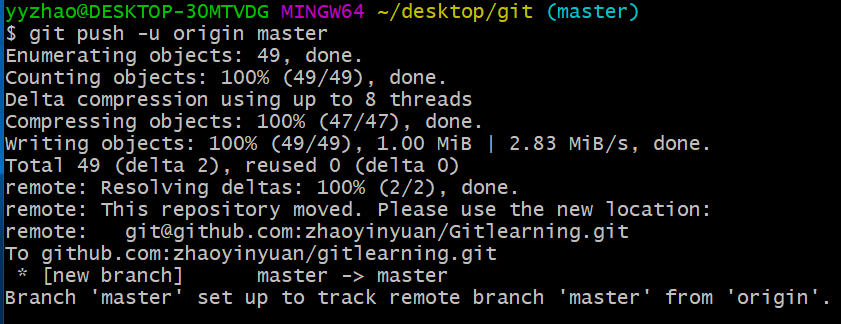 yyzhao@DESKTOP-3OMTVDG MINGW64 ~/desktop/git (master)
$ git push -u origin master
Enumerating objects: 49, done.
Counting objects: 100% (49/49), done.
Delta compression using up to 8 threads
Compressing objects: 100% (47/47), done.
Writing objects: 100% (49/49), 1.00 MiB | 2.83 MiB/s, done.
Total 49 (delta 2), reused 0 (delta 0)
remote: Resolving deltas: 100% (2/2), done.
remote: This repository moved. Please use the new location:
remote:   git@github.com:zhaoyinyuan/Gitlearning.git
To github.com:zhaoyinyuan/gitlearning.git
 * [new branch]      master -> master
Branch 'master' set up to track remote branch 'master' from 'origin'.